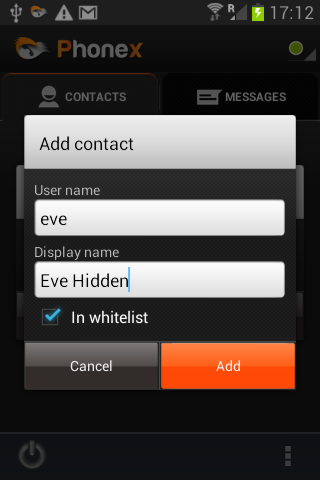 R
17:12
Phonex
CONTACTS
MESSAGES
Add contact
User name
eve
Display name
Eve Hidden
In whitelist
Cancel
Add